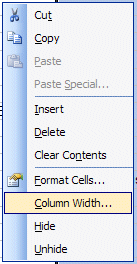 Cut
Copy
Paste
Paste Special...
Insert
Delete
Clear Contents
Format Cells...
Column Width...
Hide
Unhide